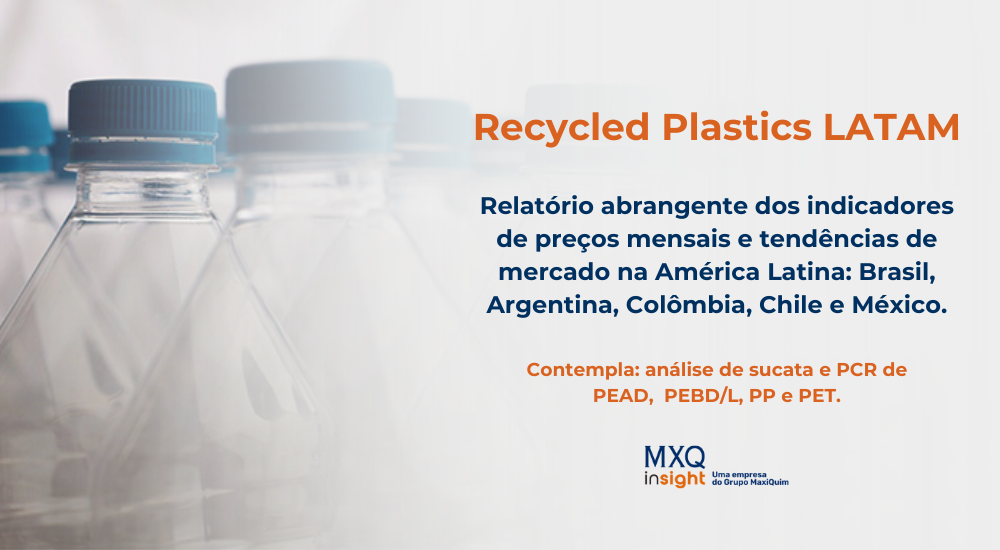 Recycled Plastics LATAM
Relatório abrangente dos indicadores
de preços mensais e tendências de
mercado na América Latina: Brasil,
Argentina, Colômbia, Chile e México.
Contempla: análise de sucata e PCR de
PEAD,  PEBD/L, PP e PET.
MXQ
insight
Uma empresa
do Grupo MaxiQuim